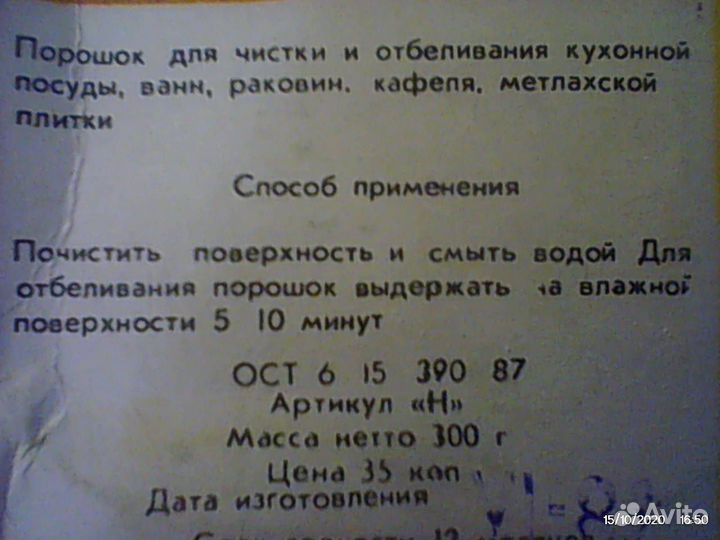 Порошок для чистки и отбеливания кухонной
посуды, ванн, раковин. кафеля, метлахской
плитки
Способ применения
Почистить поверхность и смыть водой Для
отбеливания порошок выдержать на влажной
поверхности 5 10 минут
ОСТ 6 15 390 87
Артикул «Н»
Масса нетто 300 г
Цена 35 коп
Дата изготовления
12
Avito
15/10/2020 16:50